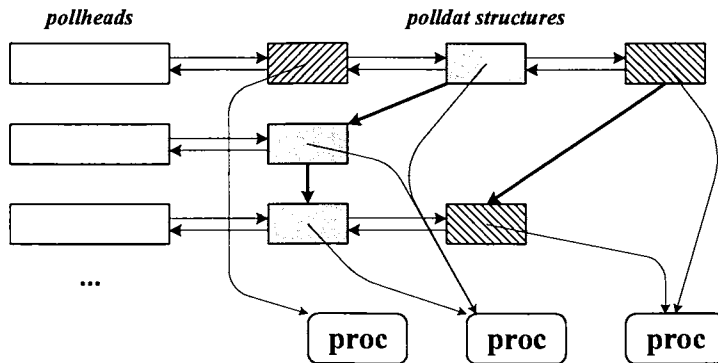 pollheads
polldat structures
...
proc
proc
proc